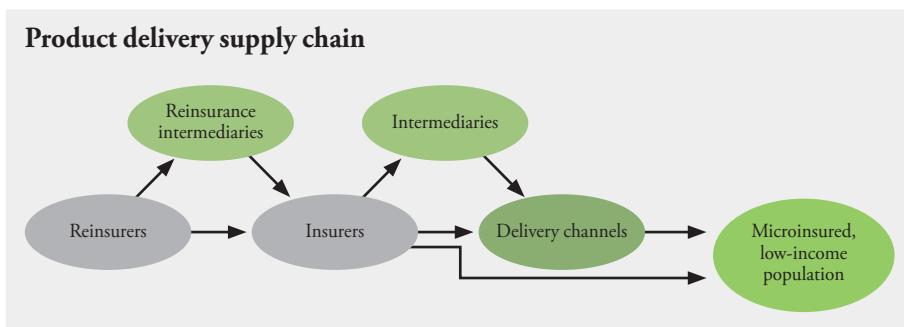 Product delivery supply chain
Reinsurance
intermediaries
Intermediaries
Reinsurers
Insurers
Delivery channels
Microinsured,
low-income
population